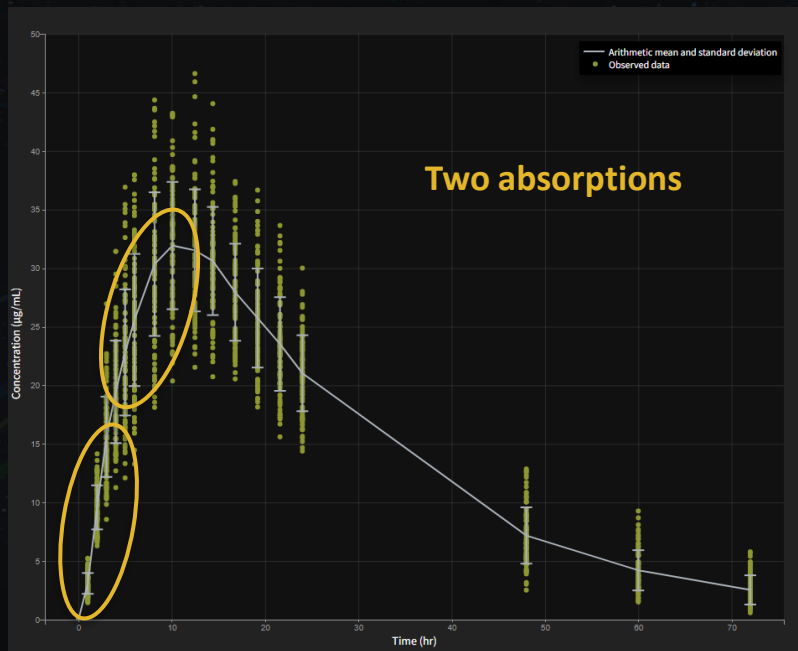 50
Arithmetic mean and standard deviation
Observed data
45
40
Two absorptions
35
30
25
20
15
10
5
0
Concentration (µg/mL)
0 10 20 30 40 50 60 70
Time (hr)